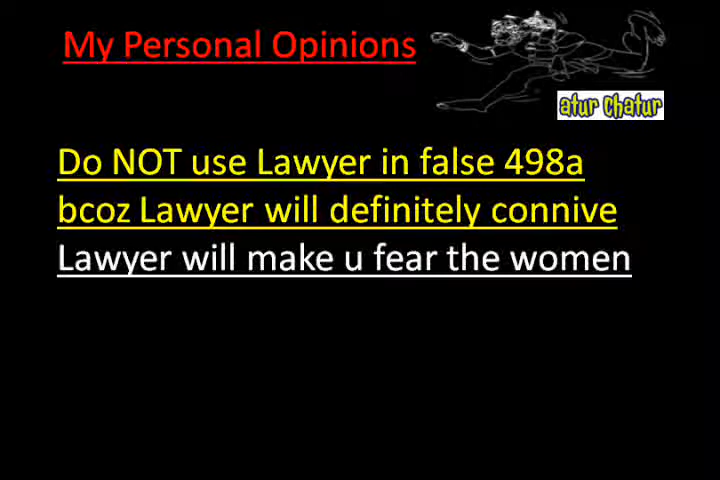 My Personal Opinions
atur chatur
Do NOT use Lawyer in false 498a
bcoz Lawyer will definitely connive
Lawyer will make u fear the women